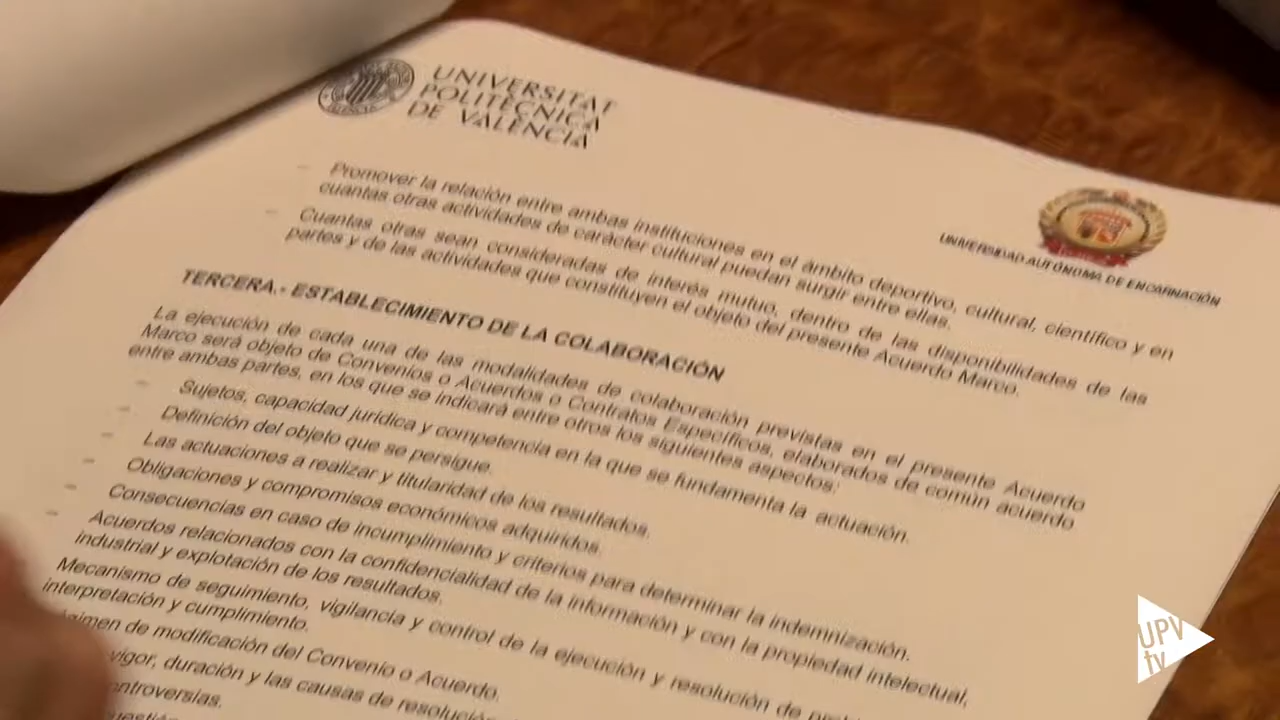 UNIVERSITAT
POLITÈCNICA
DE VALÈNCIA
UNIVERSIDAD AUTÓNOMA DE ENCARNACIÓN
- Promover la relación entre ambas instituciones en el ámbito deportivo, cultural, científico y en
cuantas otras actividades de carácter cultural puedan surgir entre ellas.
- Cuantas otras sean consideradas de interés mutuo, dentro de las disponibilidades de las
partes y de las actividades que constituyen el objeto del presente Acuerdo Marco.
TERCERA.- ESTABLECIMIENTO DE LA COLABORACIÓN
La ejecución de cada una de las modalidades de colaboración previstas en el presente Acuerdo
Marco será objeto de Convenios o Acuerdos o Contratos Específicos, elaborados de común acuerdo
entre ambas partes, en los que se indicará entre otros los siguientes aspectos:
- Sujetos, capacidad jurídica y competencia en la que se fundamenta la actuación.
- Definición del objeto que se persigue.
- Las actuaciones a realizar y titularidad de los resultados.
- Obligaciones y compromisos económicos adquiridos.
- Consecuencias en caso de incumplimiento y criterios para determinar la indemnización.
- Acuerdos relacionados con la confidencialidad de la información y con la propiedad intelectual,
industrial y explotación de los resultados.
Mecanismo de seguimiento, vigilancia y control de la ejecución y resolución de
interpretación y cumplimiento.
de modificación del Convenio o Acuerdo.
vigor, duración y las causas de
UPV
tv